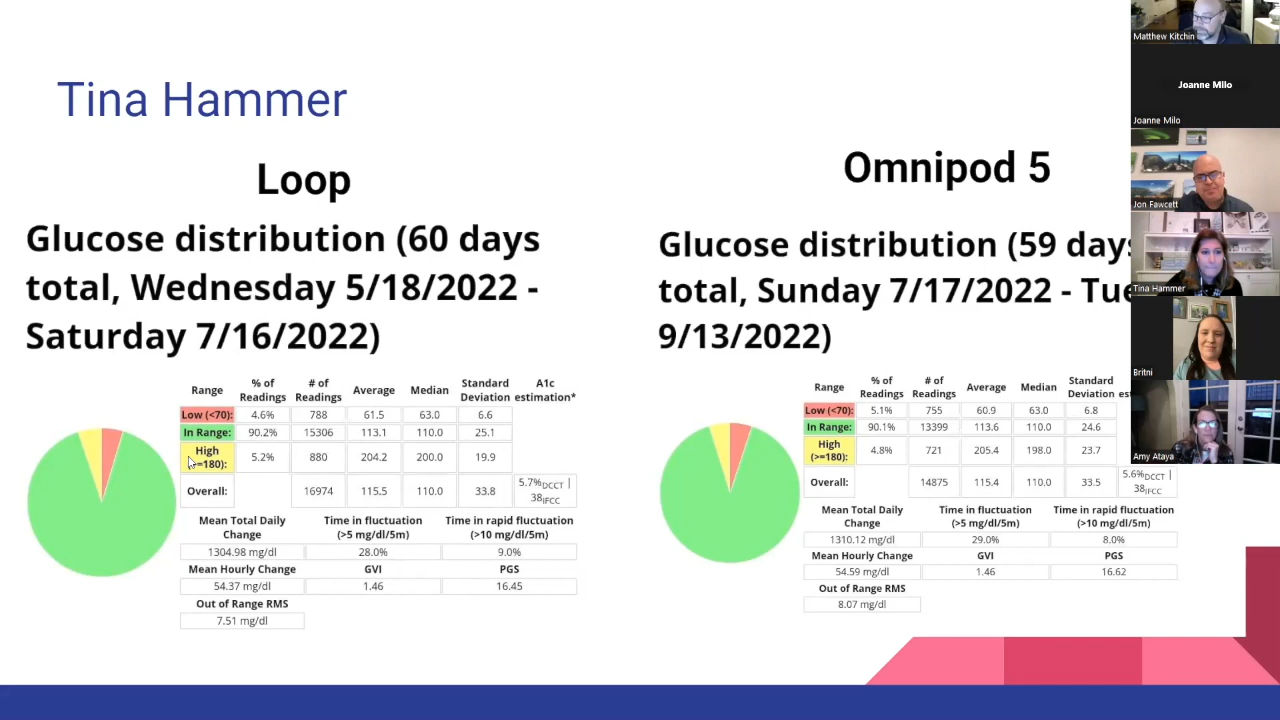 Tina Hammer
Loop
Glucose distribution (60 days
total, Wednesday 5/18/2022 -
Saturday 7/16/2022)
Range % of Readings # of Readings Average Median Standard Deviation A1c estimation*
Low (<70): 4.6% 788 61.5 63.0 6.6
In Range: 90.2% 15306 113.1 110.0 25.1
High (>=180): 5.2% 880 204.2 200.0 19.9
Overall: 16974 115.5 110.0 33.8 5.7%DCCT | 38IFCC
Mean Total Daily Change Time in fluctuation (>5 mg/dl/5m) Time in rapid fluctuation (>10 mg/dl/5m)
1304.98 mg/dl 28.0% 9.0%
Mean Hourly Change GVI PGS
54.37 mg/dl 1.46 16.45
Out of Range RMS
7.51 mg/dl
Omnipod 5
Glucose distribution (59 days
total, Sunday 7/17/2022 - Tue
9/13/2022)
Range % of Readings # of Readings Average Median Standard Deviation
Low (<70): 5.1% 755 60.9 63.0 6.8
In Range: 90.1% 13399 113.6 110.0 24.6
High (>=180): 4.8% 721 205.4 198.0 23.7
Overall: 14875 115.4 110.0 33.5 5.6%DCCT | 38IFCC
Mean Total Daily Change Time in fluctuation (>5 mg/dl/5m) Time in rapid fluctuation (>10 mg/dl/5m)
1310.12 mg/dl 29.0% 8.0%
Mean Hourly Change GVI PGS
54.59 mg/dl 1.46 16.62
Out of Range RMS
8.07 mg/dl
Matthew Kitchin
Joanne Milo
Joanne Milo
Jon Fawcett
Tina Hammer
Britni
Amy Ataya